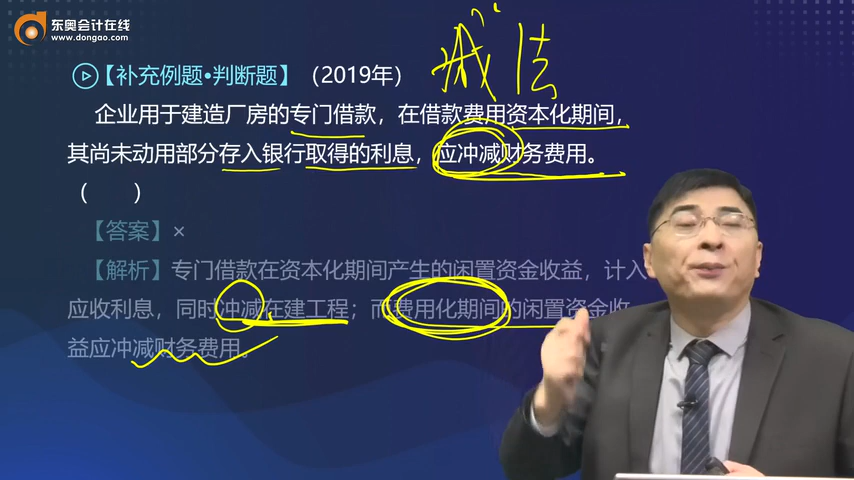 东奥会计在线
www.dongao.com
减法
【补充例题•判断题】（2019年）
企业用于建造厂房的专门借款，在借款费用资本化期间，
其尚未动用部分存入银行取得的利息，应冲减财务费用。
（　　）
【答案】×
【解析】专门借款在资本化期间产生的闲置资金收益，计入
应收利息，同时冲减在建工程；而费用化期间的闲置资金收
益应冲减财务费用。